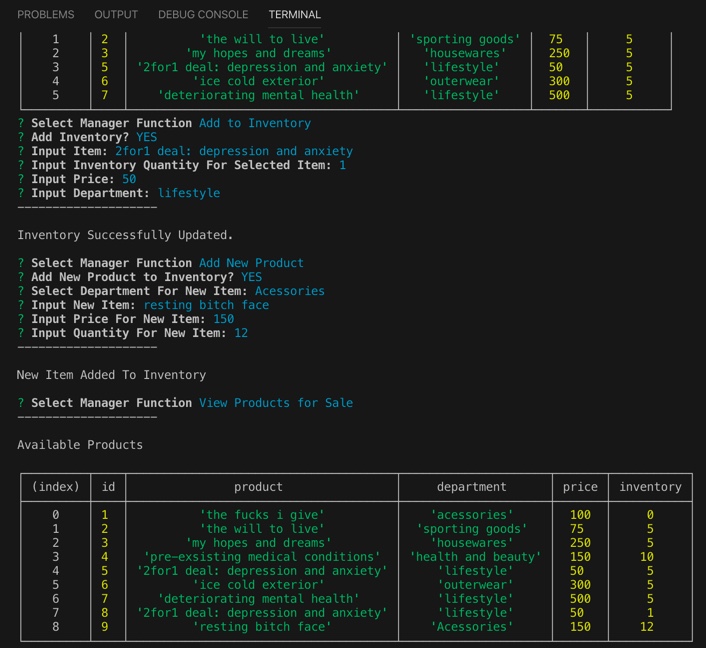 PROBLEMS OUTPUT DEBUG CONSOLE TERMINAL
1 2 'the will to live' 'sporting goods' 75 5
2 3 'my hopes and dreams' 'housewares' 250 5
3 5 '2for1 deal: depression and anxiety' 'lifestyle' 50 5
4 6 'ice cold exterior' 'outerwear' 300 5
5 7 'deteriorating mental health' 'lifestyle' 500 5
? Select Manager Function Add to Inventory
? Add Inventory? YES
? Input Item: 2for1 deal: depression and anxiety
? Input Inventory Quantity For Selected Item: 1
? Input Price: 50
? Input Department: lifestyle
--------------------
Inventory Successfully Updated.
? Select Manager Function Add New Product
? Add New Product to Inventory? YES
? Select Department For New Item: Acessories
? Input New Item: resting bitch face
? Input Price For New Item: 150
? Input Quantity For New Item: 12
--------------------
New Item Added To Inventory
? Select Manager Function View Products for Sale
--------------------
Available Products
(index) id product department price inventory
0 1 'the fucks i give' 'acessories' 100 0
1 2 'the will to live' 'sporting goods' 75 5
2 3 'my hopes and dreams' 'housewares' 250 5
3 4 'pre-exsisting medical conditions' 'health and beauty' 150 10
4 5 '2for1 deal: depression and anxiety' 'lifestyle' 50 5
5 6 'ice cold exterior' 'outerwear' 300 5
6 7 'deteriorating mental health' 'lifestyle' 500 5
7 8 '2for1 deal: depression and anxiety' 'lifestyle' 50 1
8 9 'resting bitch face' 'Acessories' 150 12